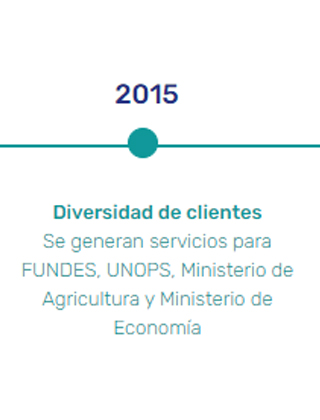 2015
Diversidad de clientes
Se generan servicios para
FUNDES, UNOPS, Ministerio de
Agricultura y Ministerio de
Economía